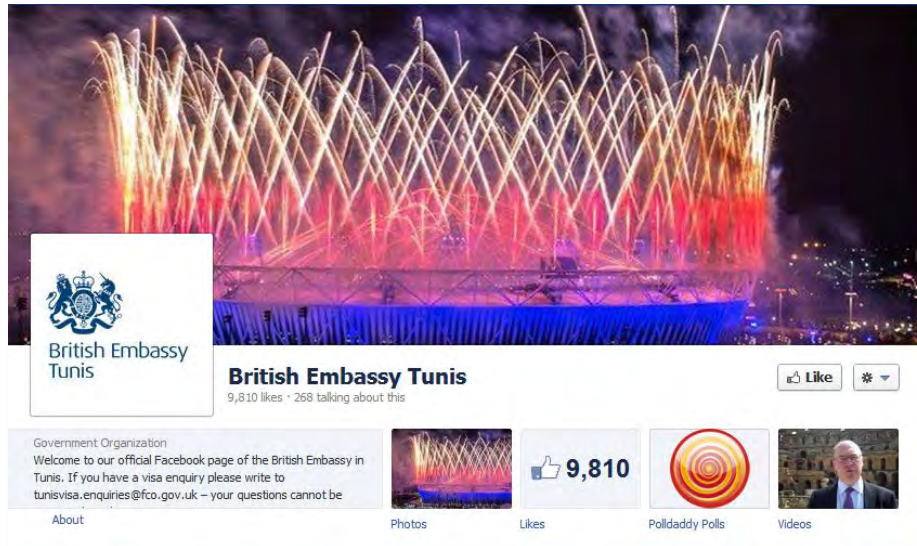 British Embassy
Tunis
British Embassy Tunis
9,810 likes · 268 talking about this
Like
Government Organization
Welcome to our official Facebook page of the British Embassy in
Tunis. If you have a visa enquiry please write to
tunisvisa.enquiries@fco.gov.uk – your questions cannot be
About
9,810
Photos
Likes
Polldaddy Polls
Videos